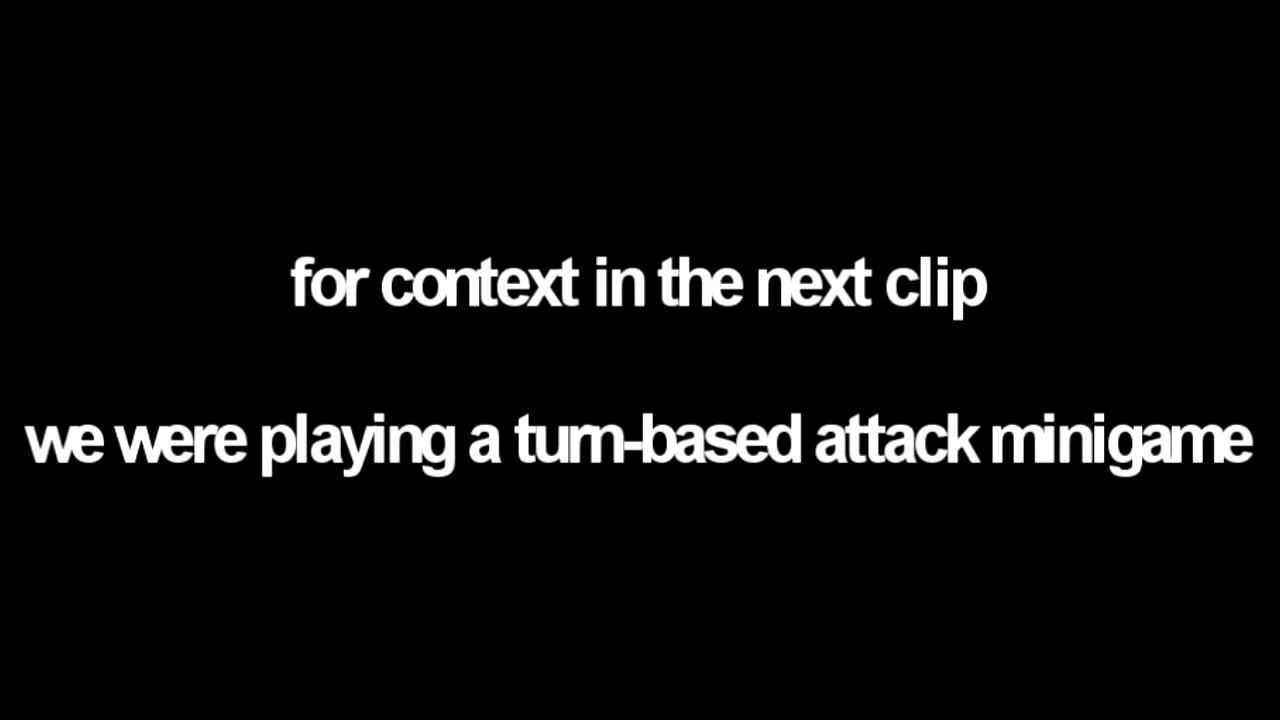 for context in the next clip
we were playing a turn-based attack minigame